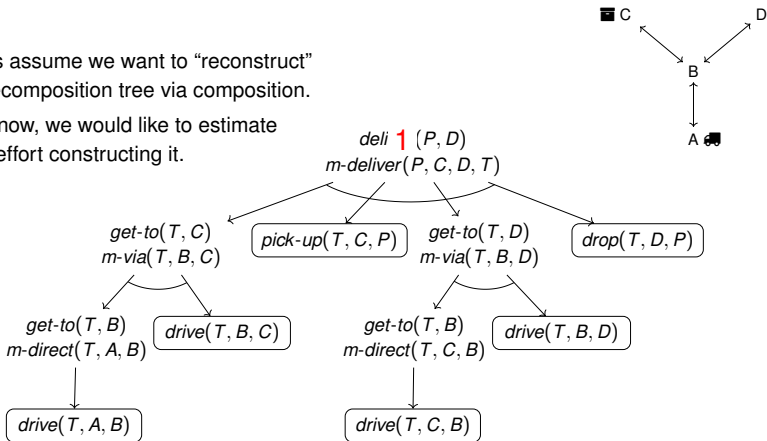 C D
s assume we want to "reconstruct"
ecomposition tree via composition.
B
now, we would like to estimate
effort constructing it.
A
deli 1 (P, D)
m-deliver(P, C, D, T)
get-to(T, C) pick-up(T, C, P) get-to(T, D) drop(T, D, P)
m-via(T, B, C) m-via(T, B, D)
get-to(T, B) drive(T, B, C) get-to(T, B) drive(T, B, D)
m-direct(T, A, B) m-direct(T, C, B)
drive(T, A, B) drive(T, C, B)